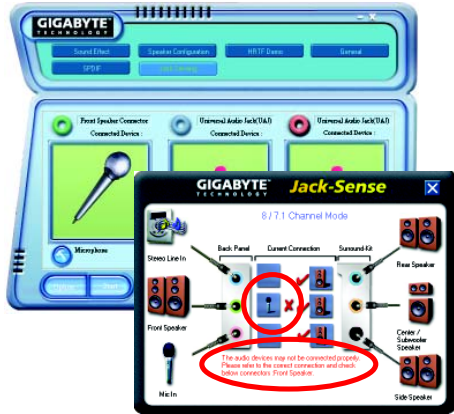 GIGABYTE™
TECHNOLOGY
Sound Effect
Speaker Configuration
HRTF Demo
General
SPDIF
Front Speaker Connector
Connected Device :
Universal Audio Jack(UAJ)
Connected Device :
Universal Audio Jack(UAJ)
Connected Device :
Microphone
Start
GIGABYTE™
TECHNOLOGY
Jack-Sense
8 / 7.1 Channel Mode
Back Panel
Current Connection
Surround-Kit
Stereo Line In
Front Speaker
Mic In
Rear Speaker
Center /
Subwoofer
Speaker
Side Speaker
The audio devices may not be connected properly.
Please refer to the correct connection and check
below connectors :Front Speaker.